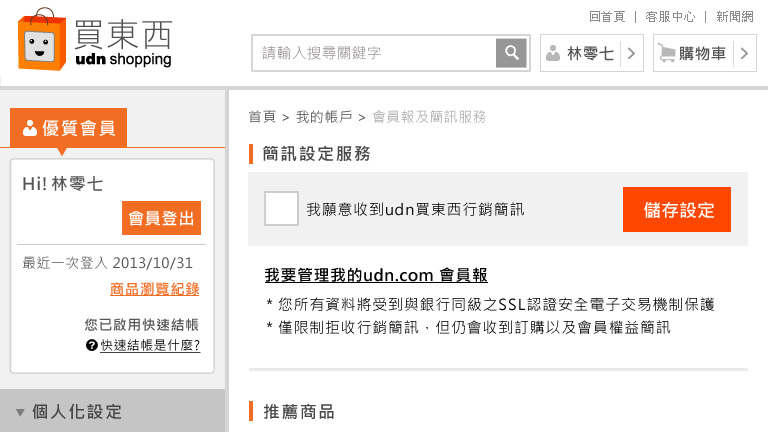 買東西
udn shopping
回首頁 | 客服中心 | 新聞網
請輸入搜尋關鍵字
林零七
購物車
優質會員
Hi! 林零七
會員登出
最近一次登入 2013/10/31
商品瀏覽紀錄
您已啟用快速結帳
?快速結帳是什麼?
▼ 個人化設定
首頁 > 我的帳戶 > 會員報及簡訊服務
簡訊設定服務
我願意收到udn買東西行銷簡訊
儲存設定
我要管理我的udn.com 會員報
* 您所有資料將受到與銀行同級之SSL認證安全電子交易機制保護
* 僅限制拒收行銷簡訊，但仍會收到訂購以及會員權益簡訊
推薦商品